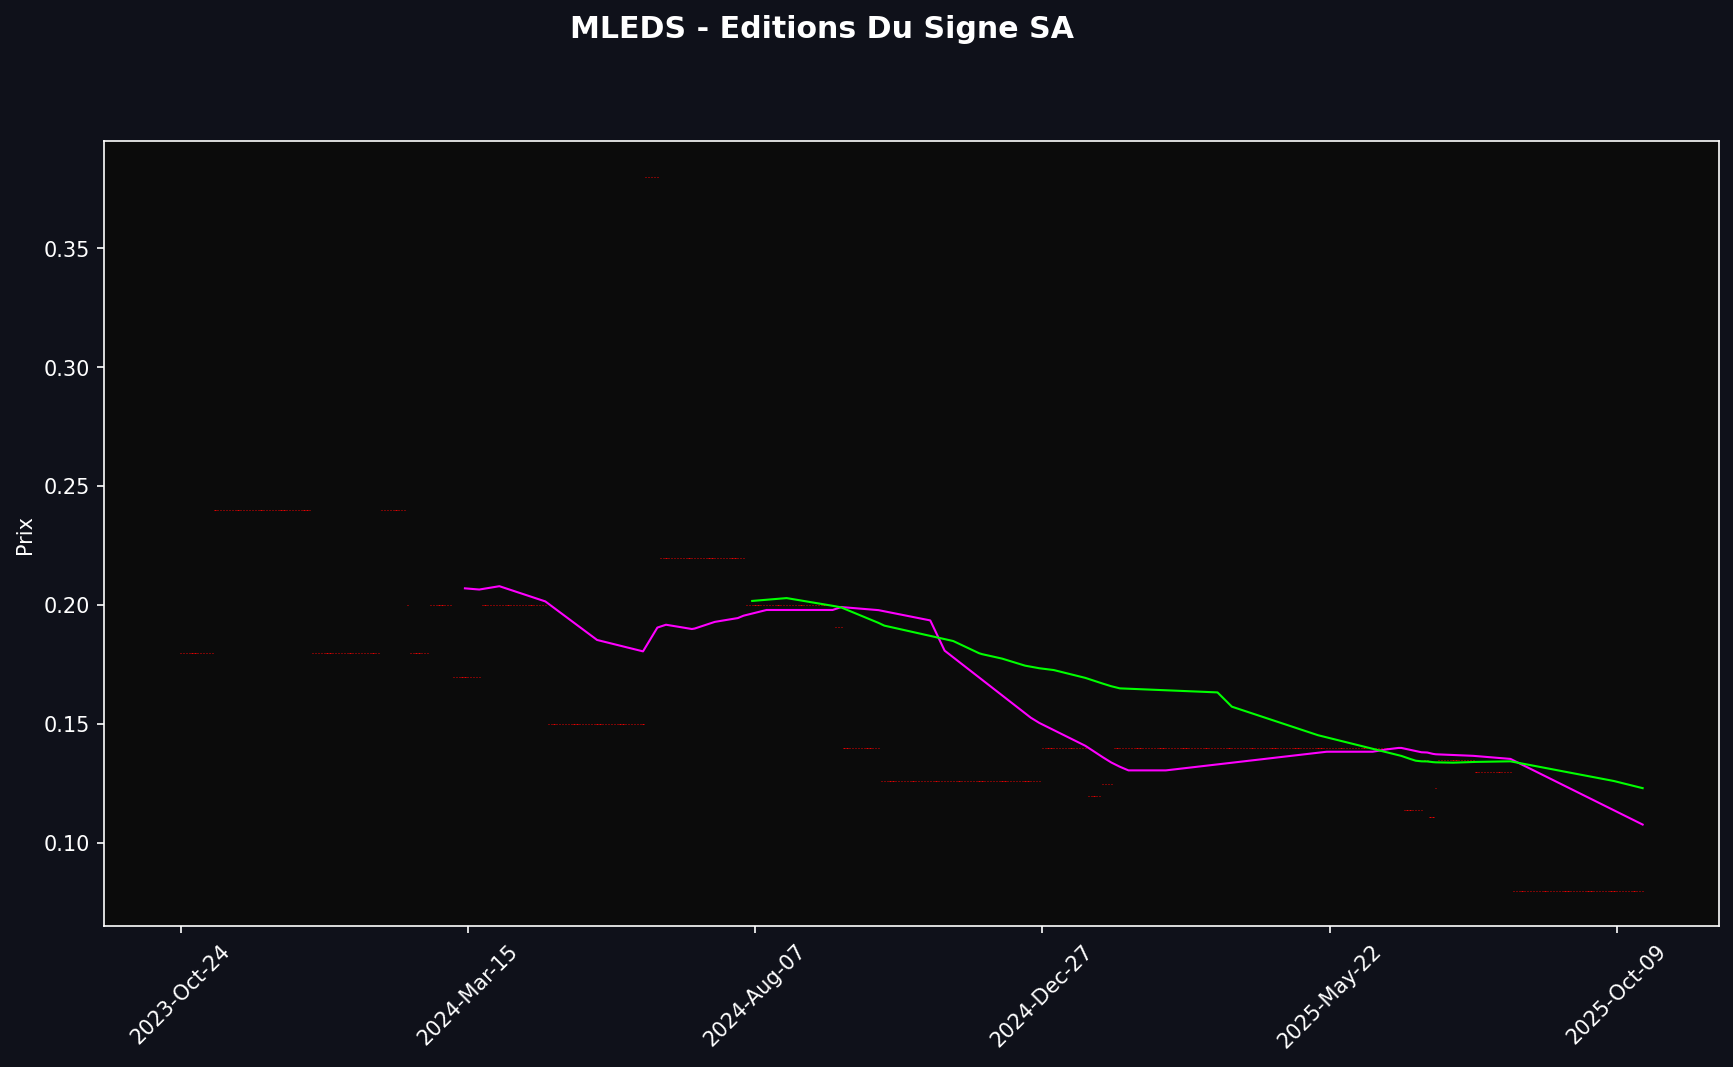 MLEDS - Editions Du Signe SA
Prix
0.35
0.30
0.25
0.20
0.15
0.10
2023-Oct-24
2024-Mar-15
2024-Aug-07
2024-Dec-27
2025-May-22
2025-Oct-09